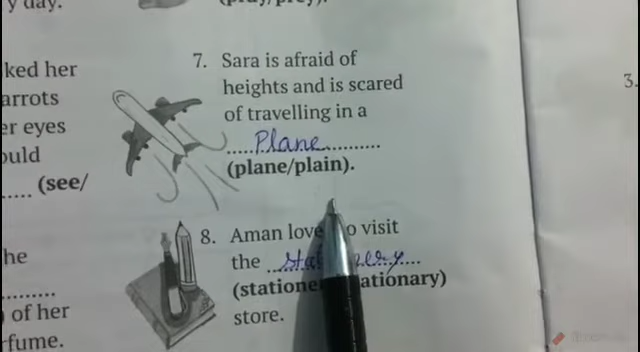 y day.
(pray/prey).
ked her
arrots
er eyes
ould
..... (see/
he
.........
of her
rfume.
7. Sara is afraid of
heights and is scared
of travelling in a
.....Plane...........
(plane/plain).
8. Aman love o visit
the
(statione ationary)
store.
3.